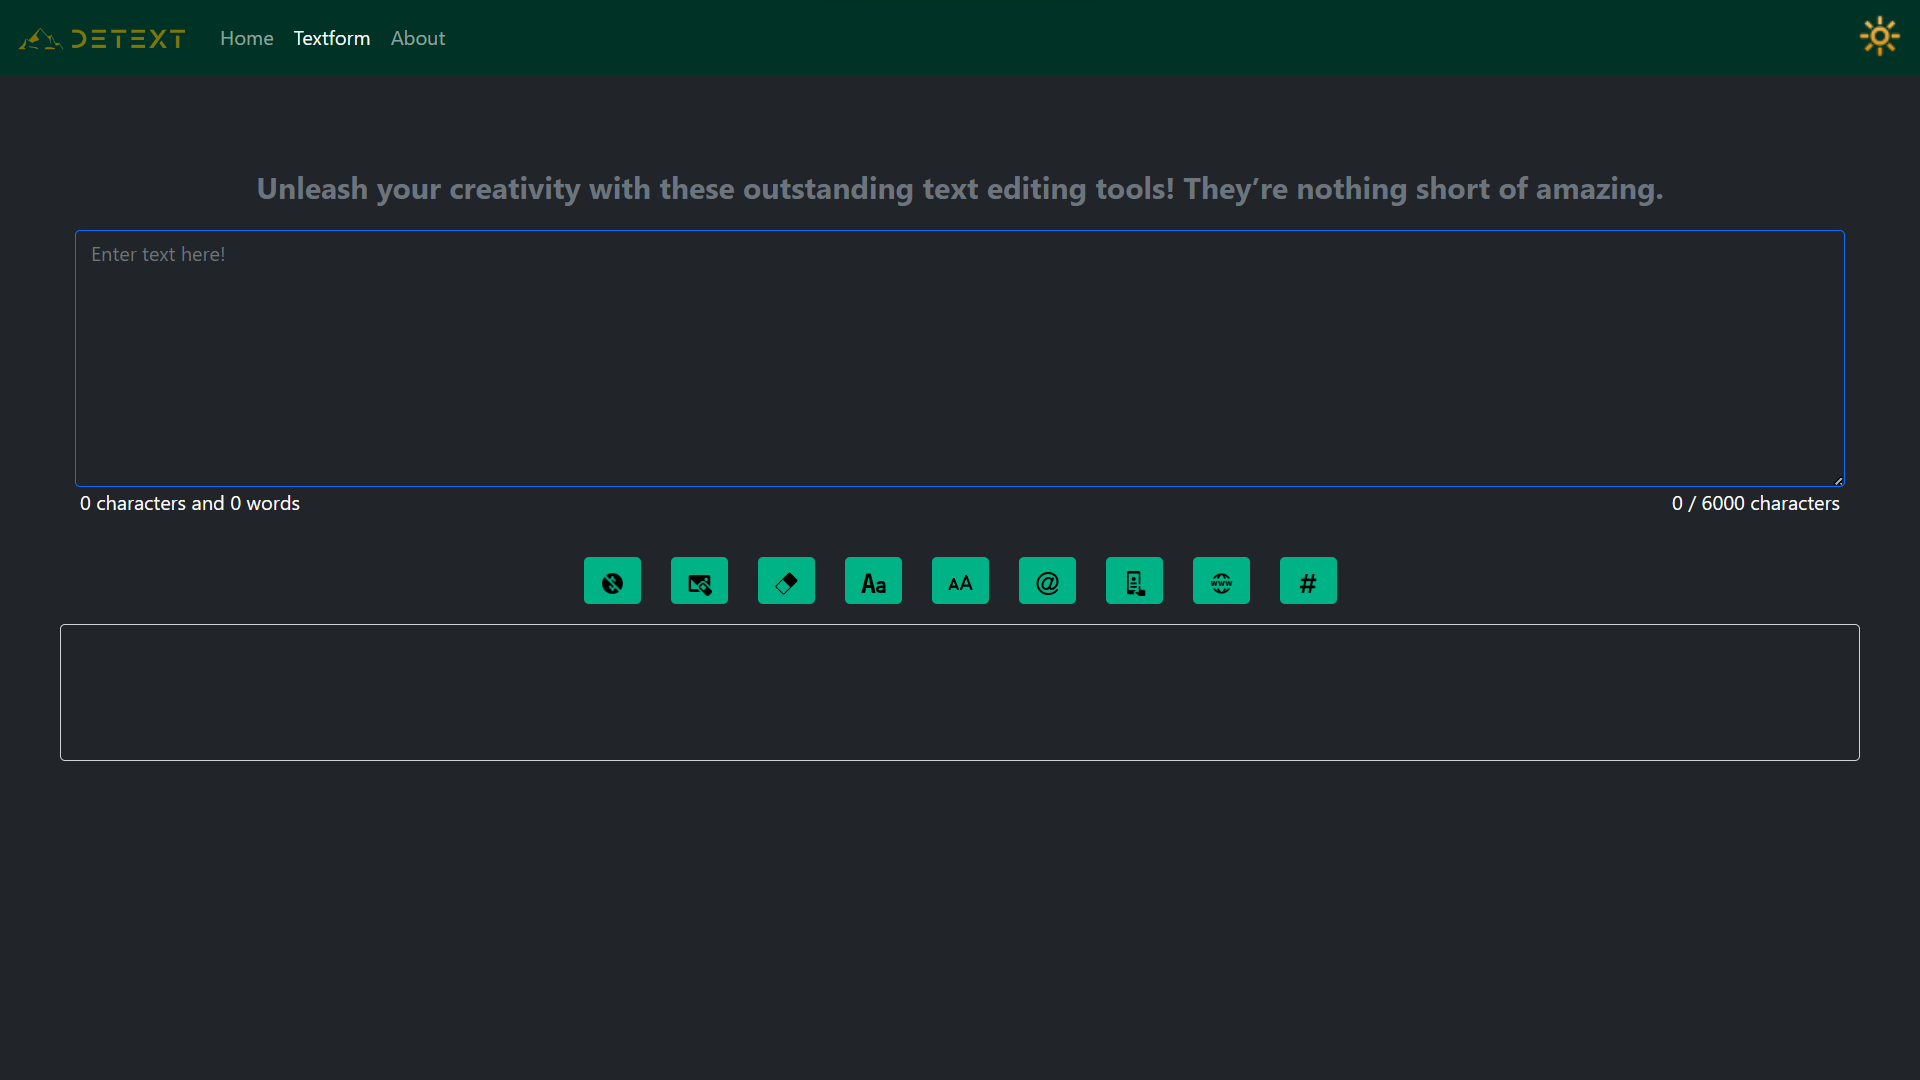 DETEXT Home Textform About
Unleash your creativity with these outstanding text editing tools! They’re nothing short of amazing.
Enter text here!
0 characters and 0 words 0 / 6000 characters
Aa AA @ www #